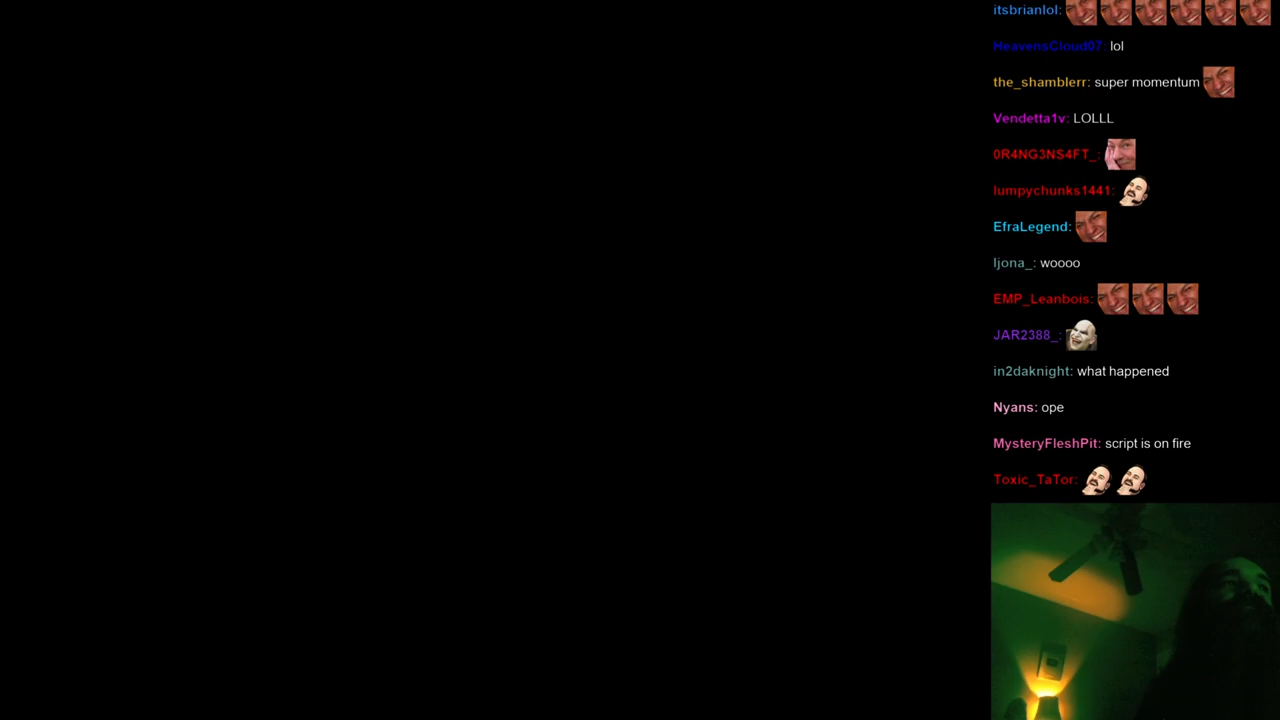 itsbrianlol:
HeavensCloud07: lol
the_shamblerr: super momentum
Vendetta1v: LOLLL
0R4NG3NS4FT_:
lumpychunks1441:
EfraLegend:
ljona_: woooo
EMP_Leanbois:
JAR2388_:
in2daknight: what happened
Nyans: ope
MysteryFleshPit: script is on fire
Toxic_TaTor: